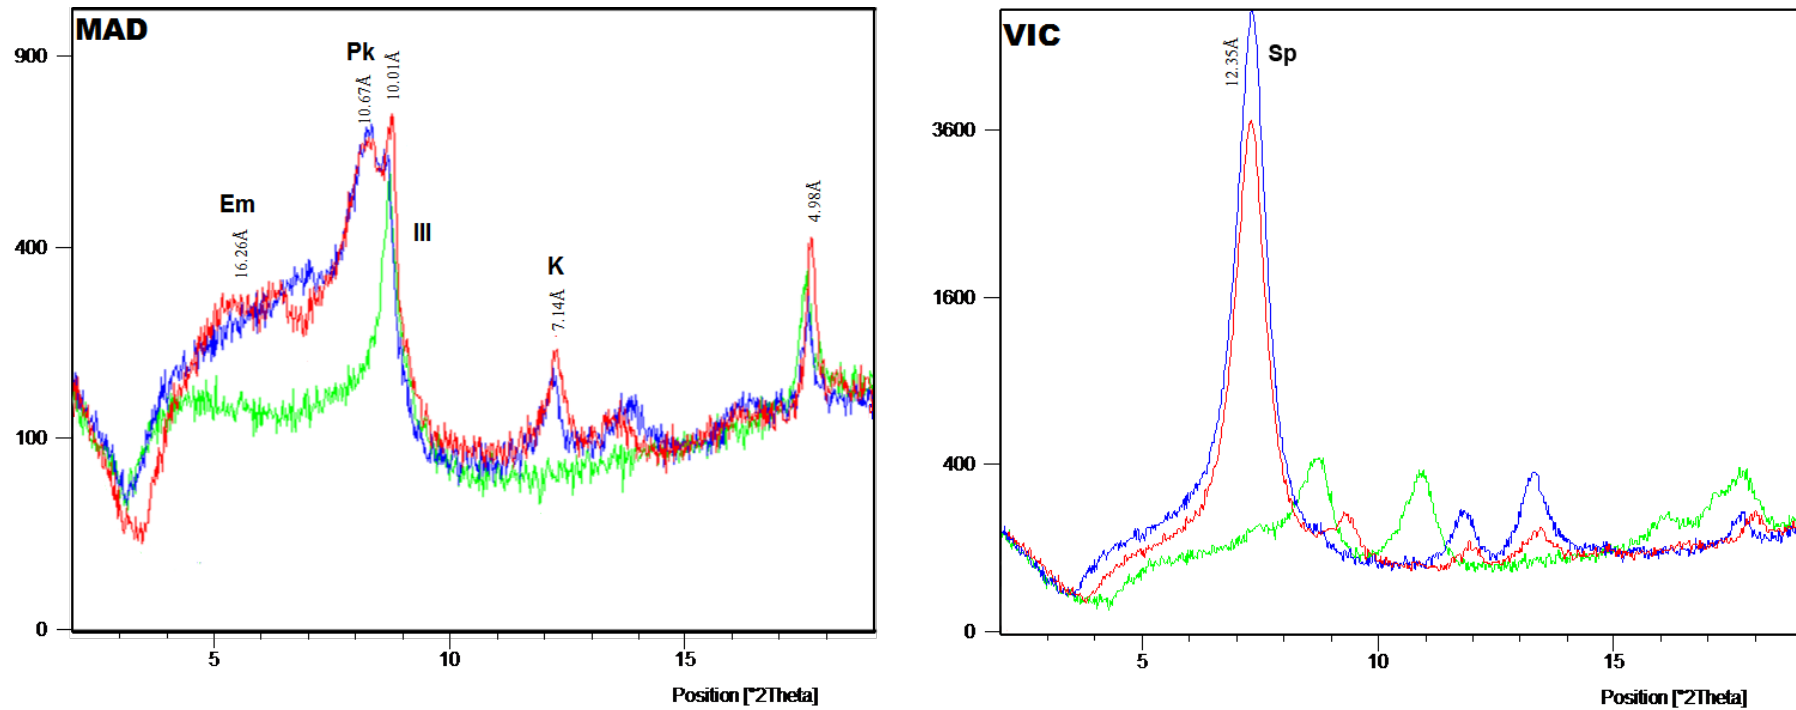 MAD
900
400
100
0
Em
16.26Å
Pk
10.67Å
10.01Å
Ill
K
7.14Å
4.98Å
5
10
15
Position [°2Theta]
VIC
3600
1600
400
0
12.35Å
Sp
5
10
15
Position [°2Theta]